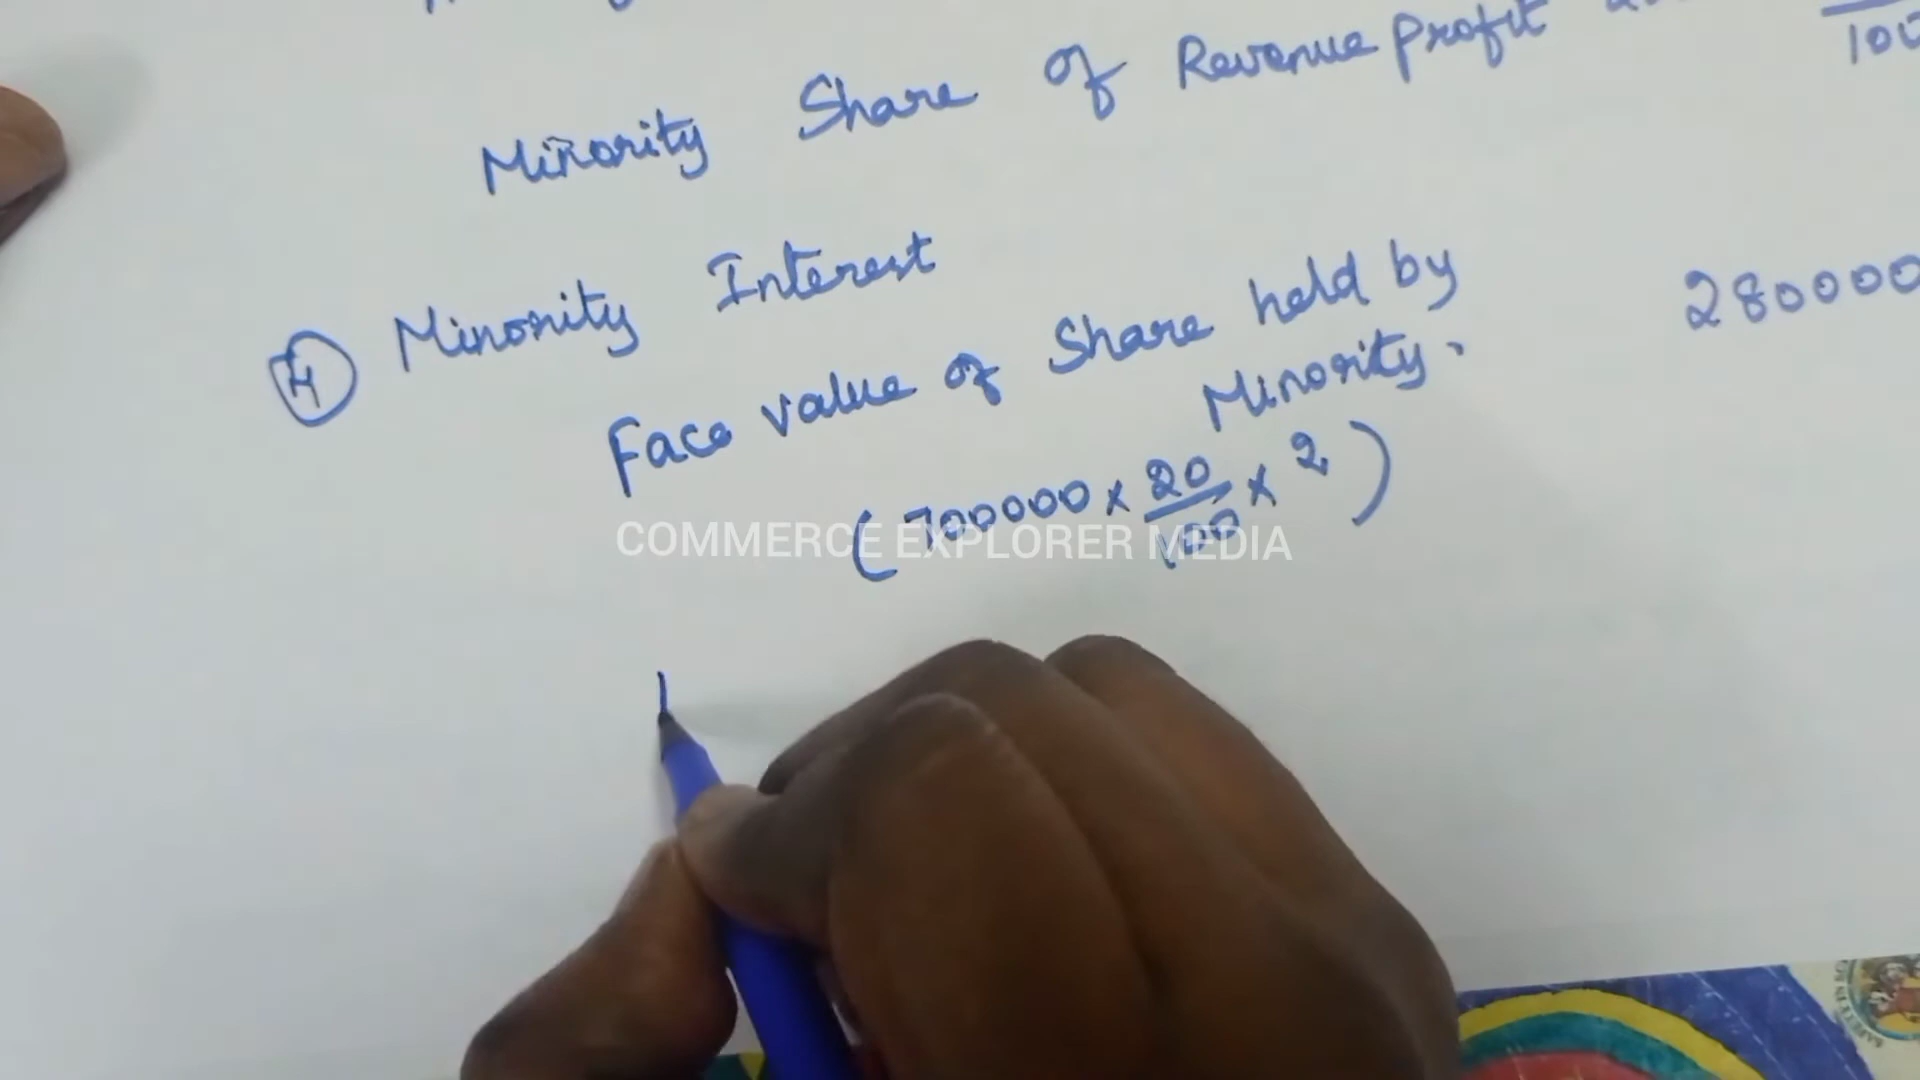 Minority Share of Revenue profit
100
④ Minority Interest
Face value of Share held by 280000
Minority.
(700000 x 20/100 x 2)
COMMERCE EXPLORER MEDIA